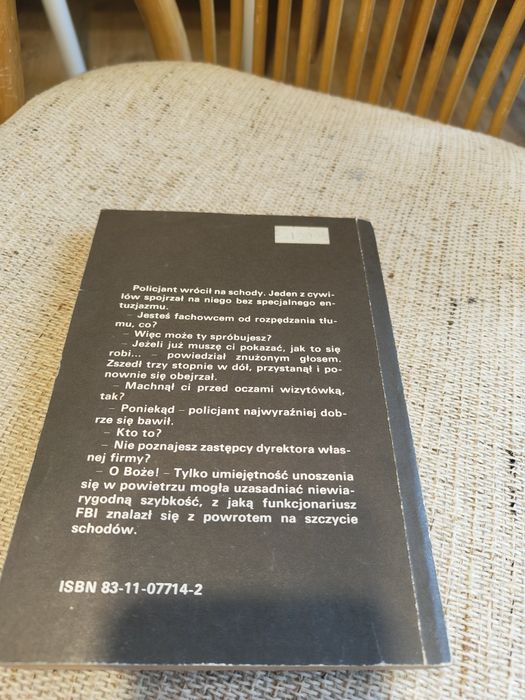 Policjant wrócił na schody. Jeden z cywi-
lów spojrzał na niego bez specjalnego en-
tuzjazmu.
– Jesteś fachowcem od rozpędzania tłu-
mu, co?
– Więc może ty spróbujesz?
– Jeżeli już muszę ci pokazać, jak to się
robi... – powiedział znużonym głosem.
Zszedł trzy stopnie w dół, przystanął i po-
nownie się obejrzał.
– Machnął ci przed oczami wizytówką,
tak?
– Poniekąd – policjant najwyraźniej dob-
rze się bawił.
– Kto to?
– Nie poznajesz zastępcy dyrektora włas-
nej firmy?
– O Boże! – Tylko umiejętność unoszenia
się w powietrzu mogła uzasadniać niewia-
rygodną szybkość, z jaką funkcjonariusz
FBI znalazł się z powrotem na szczycie
schodów.
ISBN 83-11-07714-2